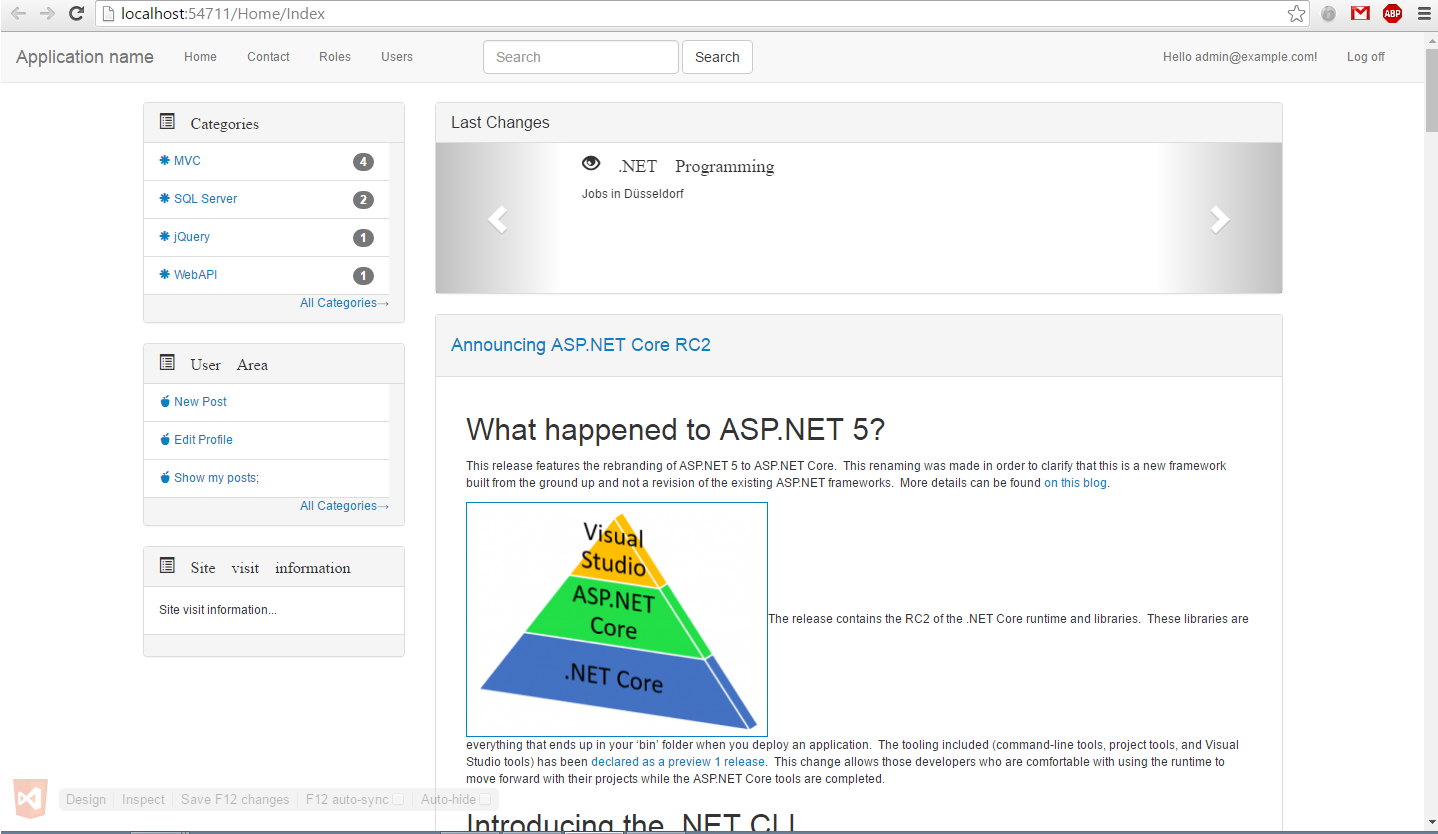 localhost:54711/Home/Index
ABP
Application name Home Contact Roles Users Search Search Hello admin@example.com! Log off
Categories
MVC 4
SQL Server 2
jQuery 1
WebAPI 1
All Categories→
User Area
New Post
Edit Profile
Show my posts;
All Categories→
Site visit information
Site visit information...
Last Changes
.NET Programming
Jobs in Düsseldorf
Announcing ASP.NET Core RC2
What happened to ASP.NET 5?
This release features the rebranding of ASP.NET 5 to ASP.NET Core.  This renaming was made in order to clarify that this is a new framework
built from the ground up and not a revision of the existing ASP.NET frameworks.  More details can be found on this blog.
Visual
Studio
ASP.NET
Core
.NET Core
The release contains the RC2 of the .NET Core runtime and libraries.  These libraries are
everything that ends up in your ‘bin’ folder when you deploy an application.  The tooling included (command-line tools, project tools, and Visual
Studio tools) has been declared as a preview 1 release.  This change allows those developers who are comfortable with using the runtime to
move forward with their projects while the ASP.NET Core tools are completed.
Introducing the .NET CLI
Design Inspect Save F12 changes F12 auto-sync Auto-hide